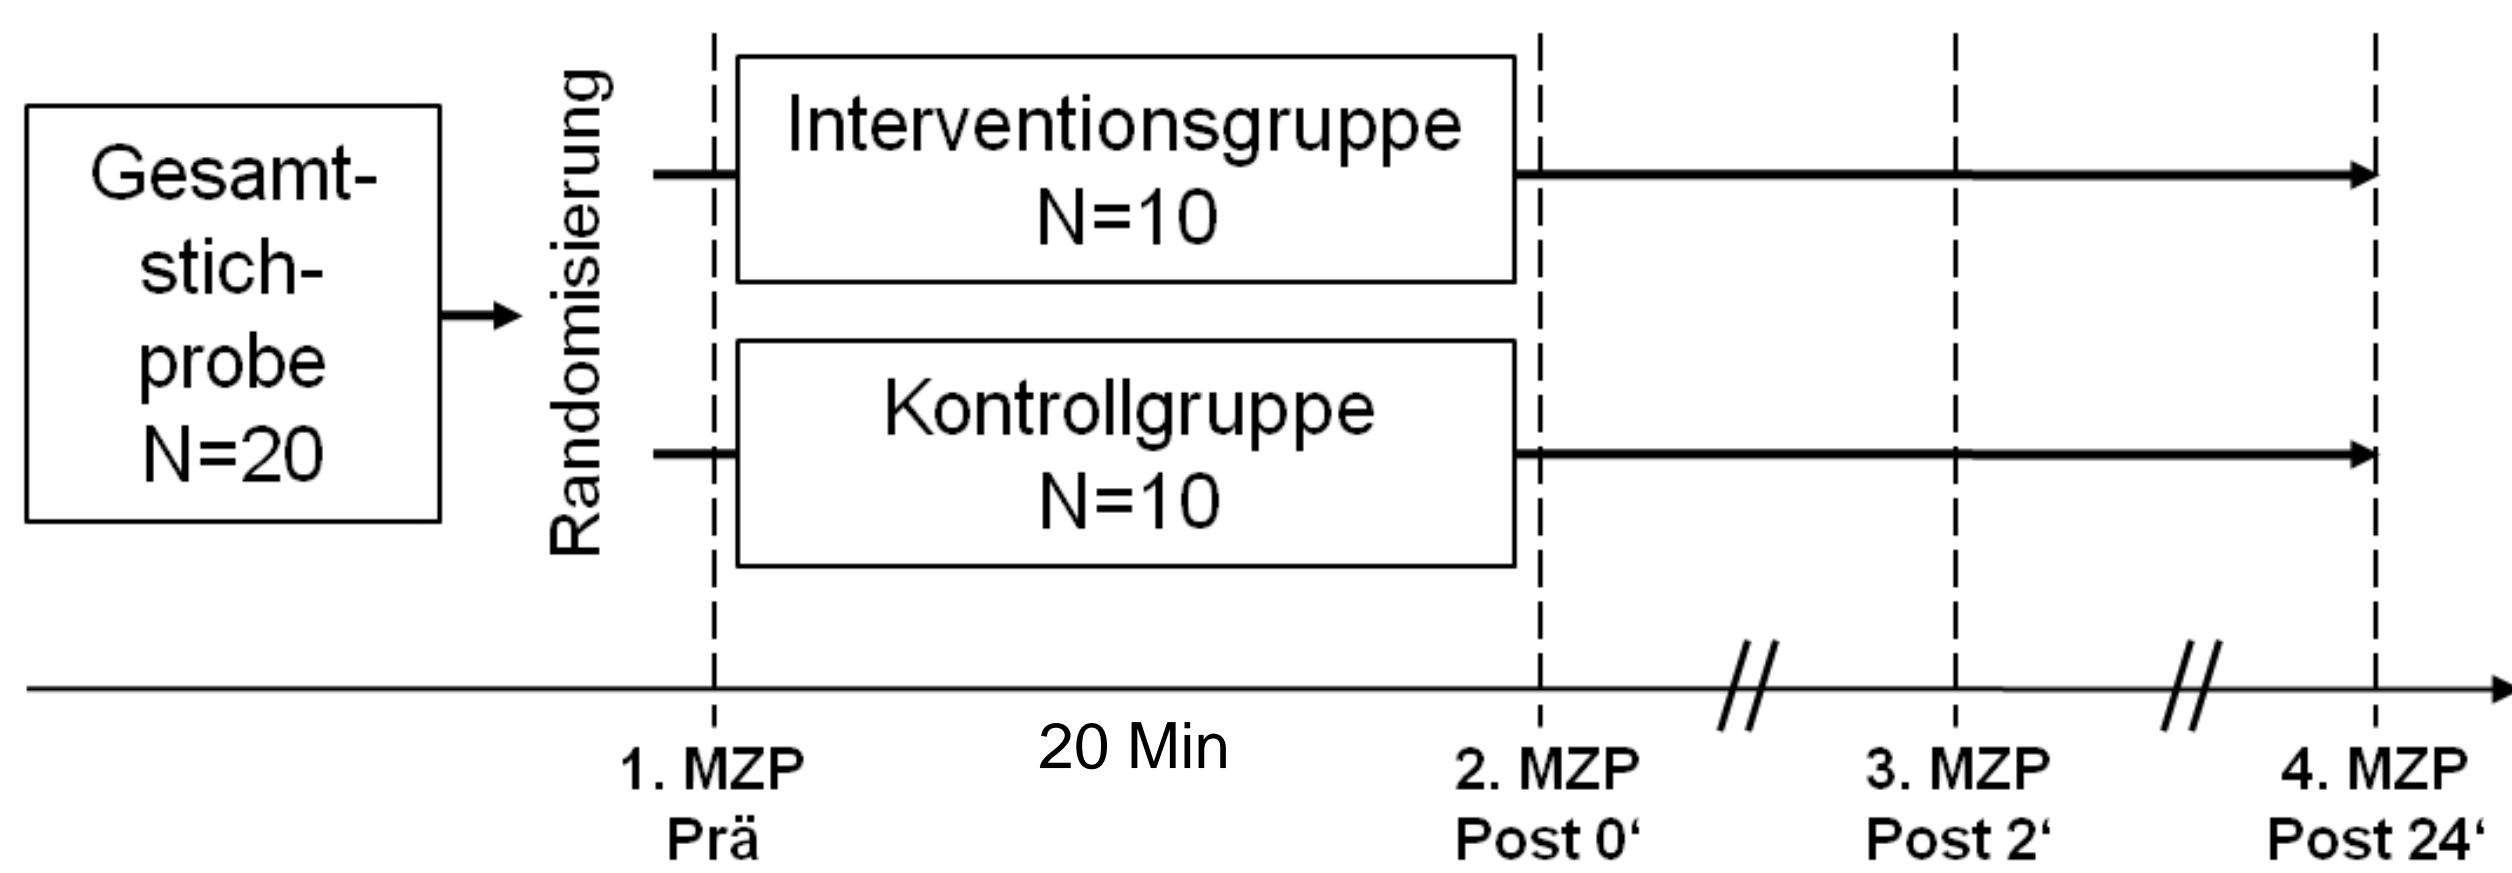 Gesamt-
stich-
probe
N=20
Randomisierung
Interventionsgruppe
N=10
Kontrollgruppe
N=10
20 Min
1. MZP
Prä
2. MZP
Post 0‘
3. MZP
Post 2‘
4. MZP
Post 24‘